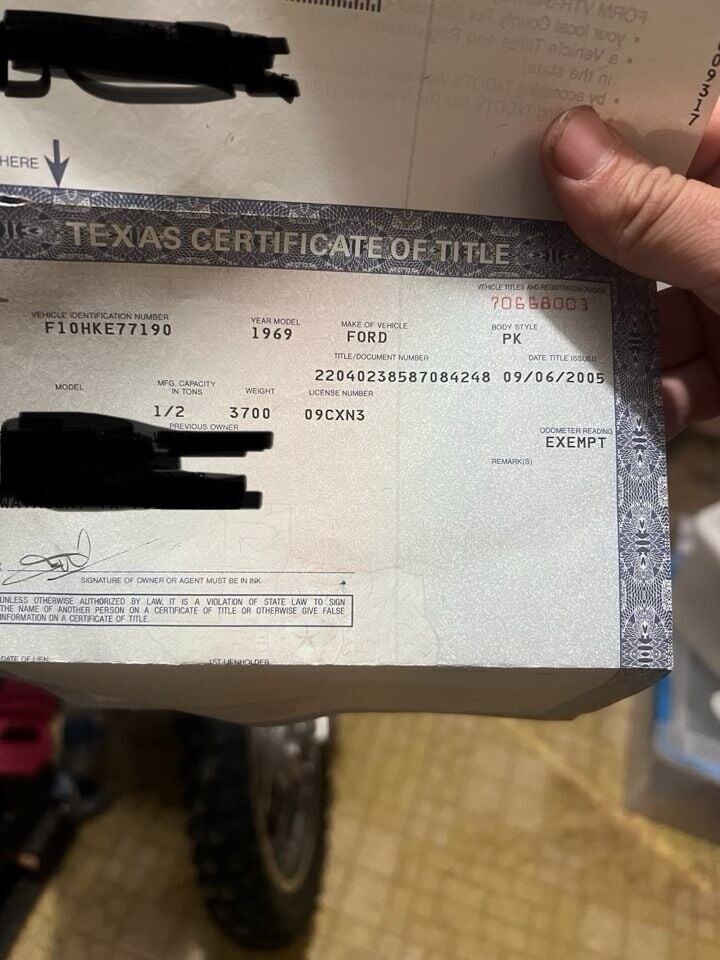 FORM VTR-
your local County Tax
a Vehicle
in the state)
by accessing
09317
HERE
TEXAS CERTIFICATE OF TITLE
VEHICLE TITLES AND REGISTRATION DIVISION
70668003
VEHICLE IDENTIFICATION NUMBER YEAR MODEL MAKE OF VEHICLE BODY STYLE
F10HKE77190 1969 FORD PK
TITLE/DOCUMENT NUMBER DATE TITLE ISSUED
22040238587084248 09/06/2005
MODEL MFG. CAPACITY IN TONS WEIGHT LICENSE NUMBER
1/2 3700 09CXN3
PREVIOUS OWNER
ODOMETER READING
EXEMPT
REMARK(S)
SIGNATURE OF OWNER OR AGENT MUST BE IN INK
UNLESS OTHERWISE AUTHORIZED BY LAW, IT IS A VIOLATION OF STATE LAW TO SIGN
THE NAME OF ANOTHER PERSON ON A CERTIFICATE OF TITLE OR OTHERWISE GIVE FALSE
INFORMATION ON A CERTIFICATE OF TITLE.
DATE OF LIEN 1ST LIENHOLDER